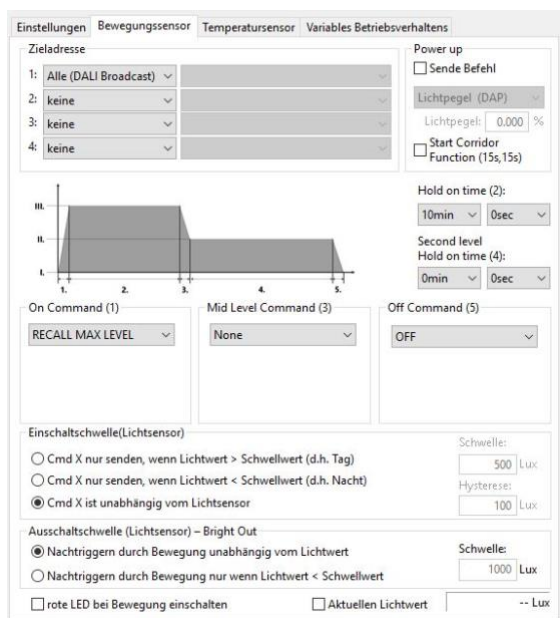 Einstellungen Bewegungssensor Temperatursensor Variables Betriebsverhaltens
Zieladresse
1: Alle (DALI Broadcast)
2: keine
3: keine
4: keine
Power up
Sende Befehl
Lichtpegel (DAP)
Lichtpegel: 0.000 %
Start Corridor
Function (15s,15s)
III.
II.
I.
1. 2. 3. 4. 5.
Hold on time (2):
10min 0sec
Second level
Hold on time (4):
0min 0sec
On Command (1)
RECALL MAX LEVEL
Mid Level Command (3)
None
Off Command (5)
OFF
Einschaltschwelle(Lichtsensor)
Cmd X nur senden, wenn Lichtwert > Schwellwert (d.h. Tag)
Cmd X nur senden, wenn Lichtwert < Schwellwert (d.h. Nacht)
Cmd X ist unabhängig vom Lichtsensor
Schwelle:
500 Lux
Hysterese:
100 Lux
Ausschaltschwelle (Lichtsensor) – Bright Out
Nachtriggern durch Bewegung unabhängig vom Lichtwert
Nachtriggern durch Bewegung nur wenn Lichtwert < Schwellwert
Schwelle:
1000 Lux
rote LED bei Bewegung einschalten
Aktuellen Lichtwert -- Lux